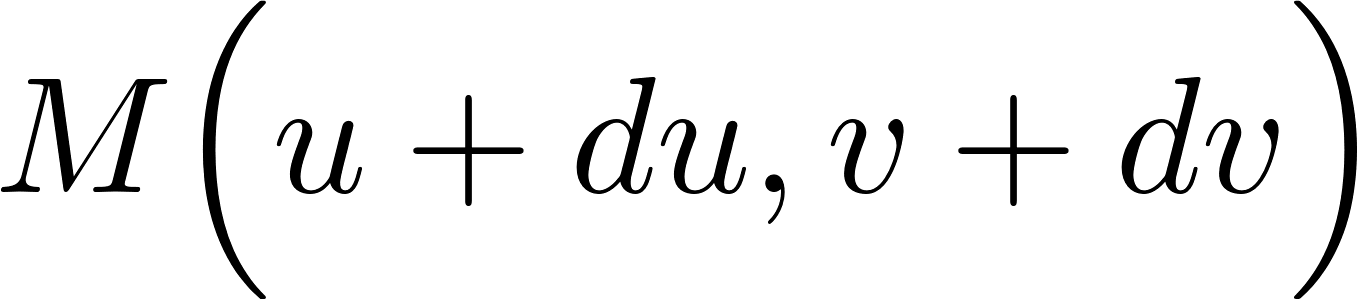 M(u + du, v + dv)